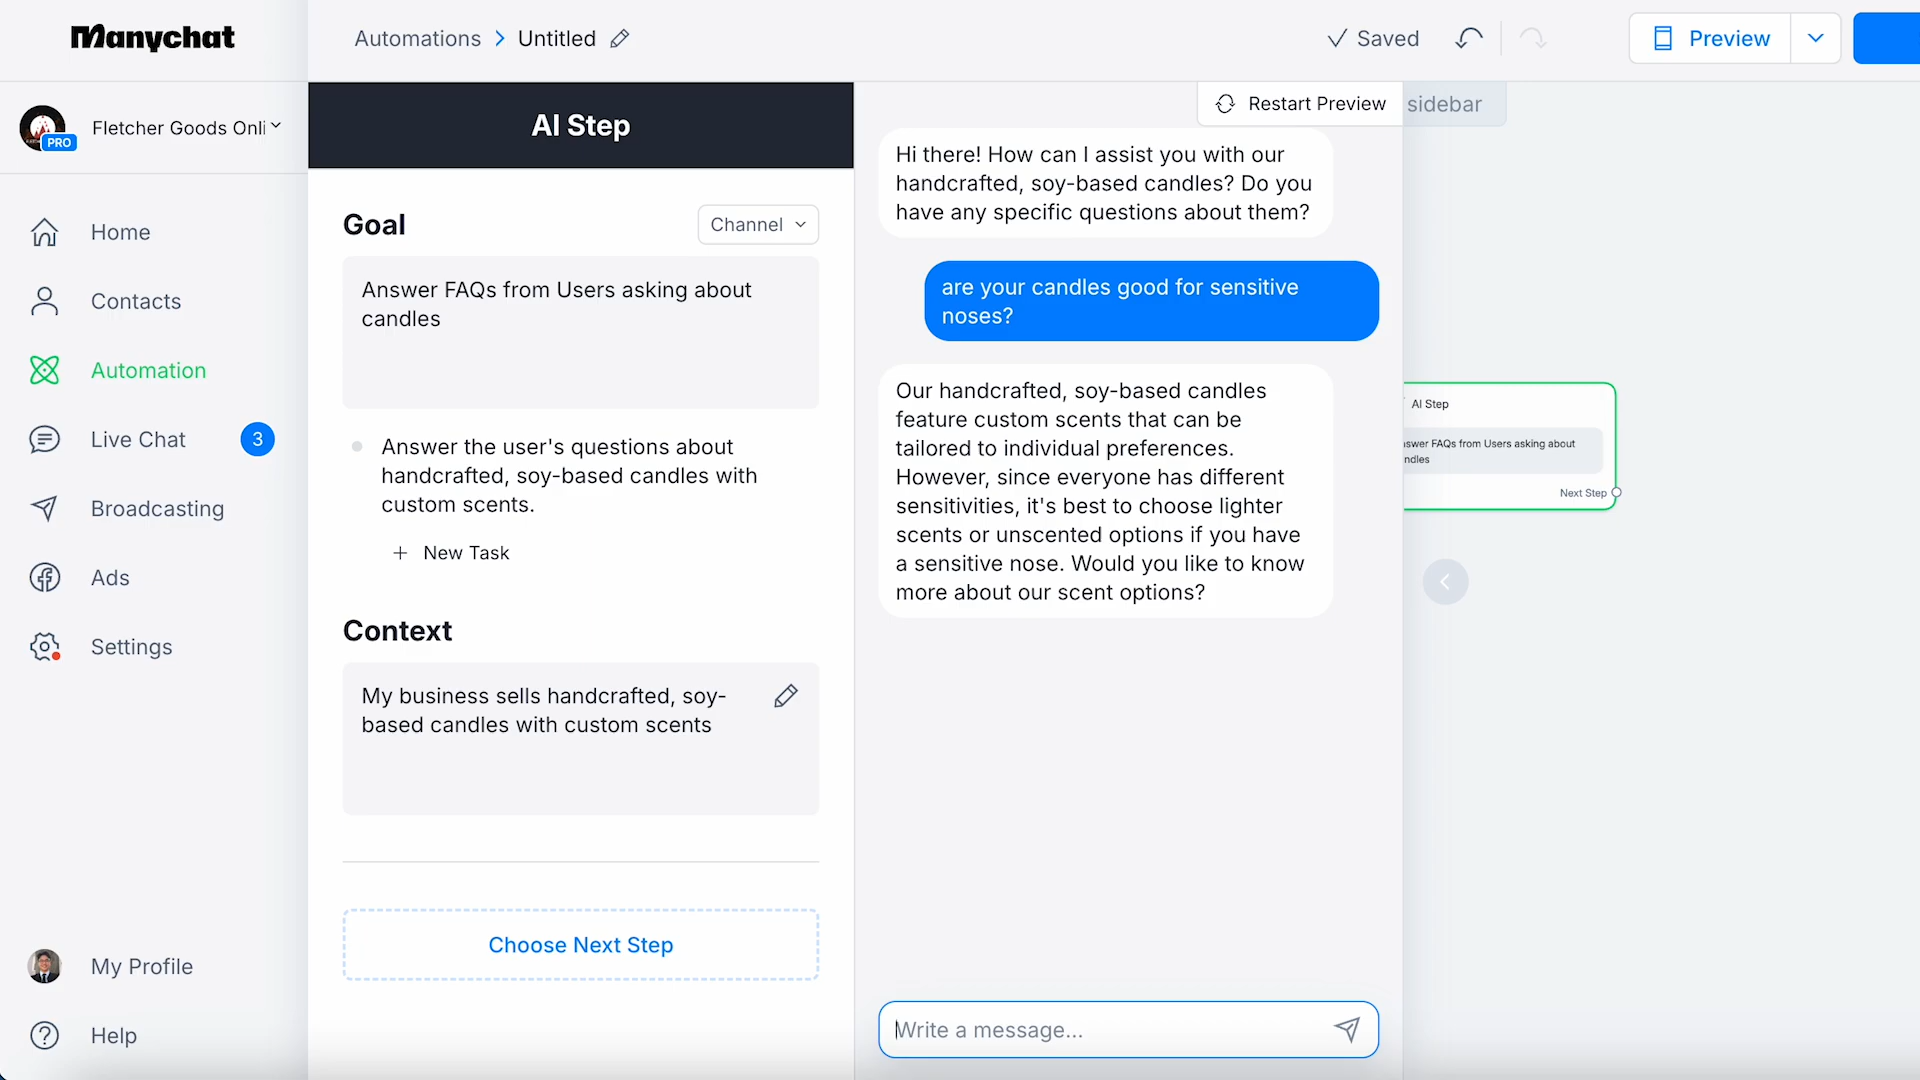 Manychat
Automations > Untitled
Saved
Preview
PRO
Fletcher Goods Onli
Home
Contacts
Automation
Live Chat
3
Broadcasting
Ads
Settings
My Profile
Help
AI Step
Goal
Channel
Answer FAQs from Users asking about
candles
Answer the user's questions about
handcrafted, soy-based candles with
custom scents.
+ New Task
Context
My business sells handcrafted, soy-
based candles with custom scents
Choose Next Step
Restart Preview
sidebar
Hi there! How can I assist you with our
handcrafted, soy-based candles? Do you
have any specific questions about them?
are your candles good for sensitive
noses?
Our handcrafted, soy-based candles
feature custom scents that can be
tailored to individual preferences.
However, since everyone has different
sensitivities, it's best to choose lighter
scents or unscented options if you have
a sensitive nose. Would you like to know
more about our scent options?
Write a message...
AI Step
swer FAQs from Users asking about
ndles
Next Step